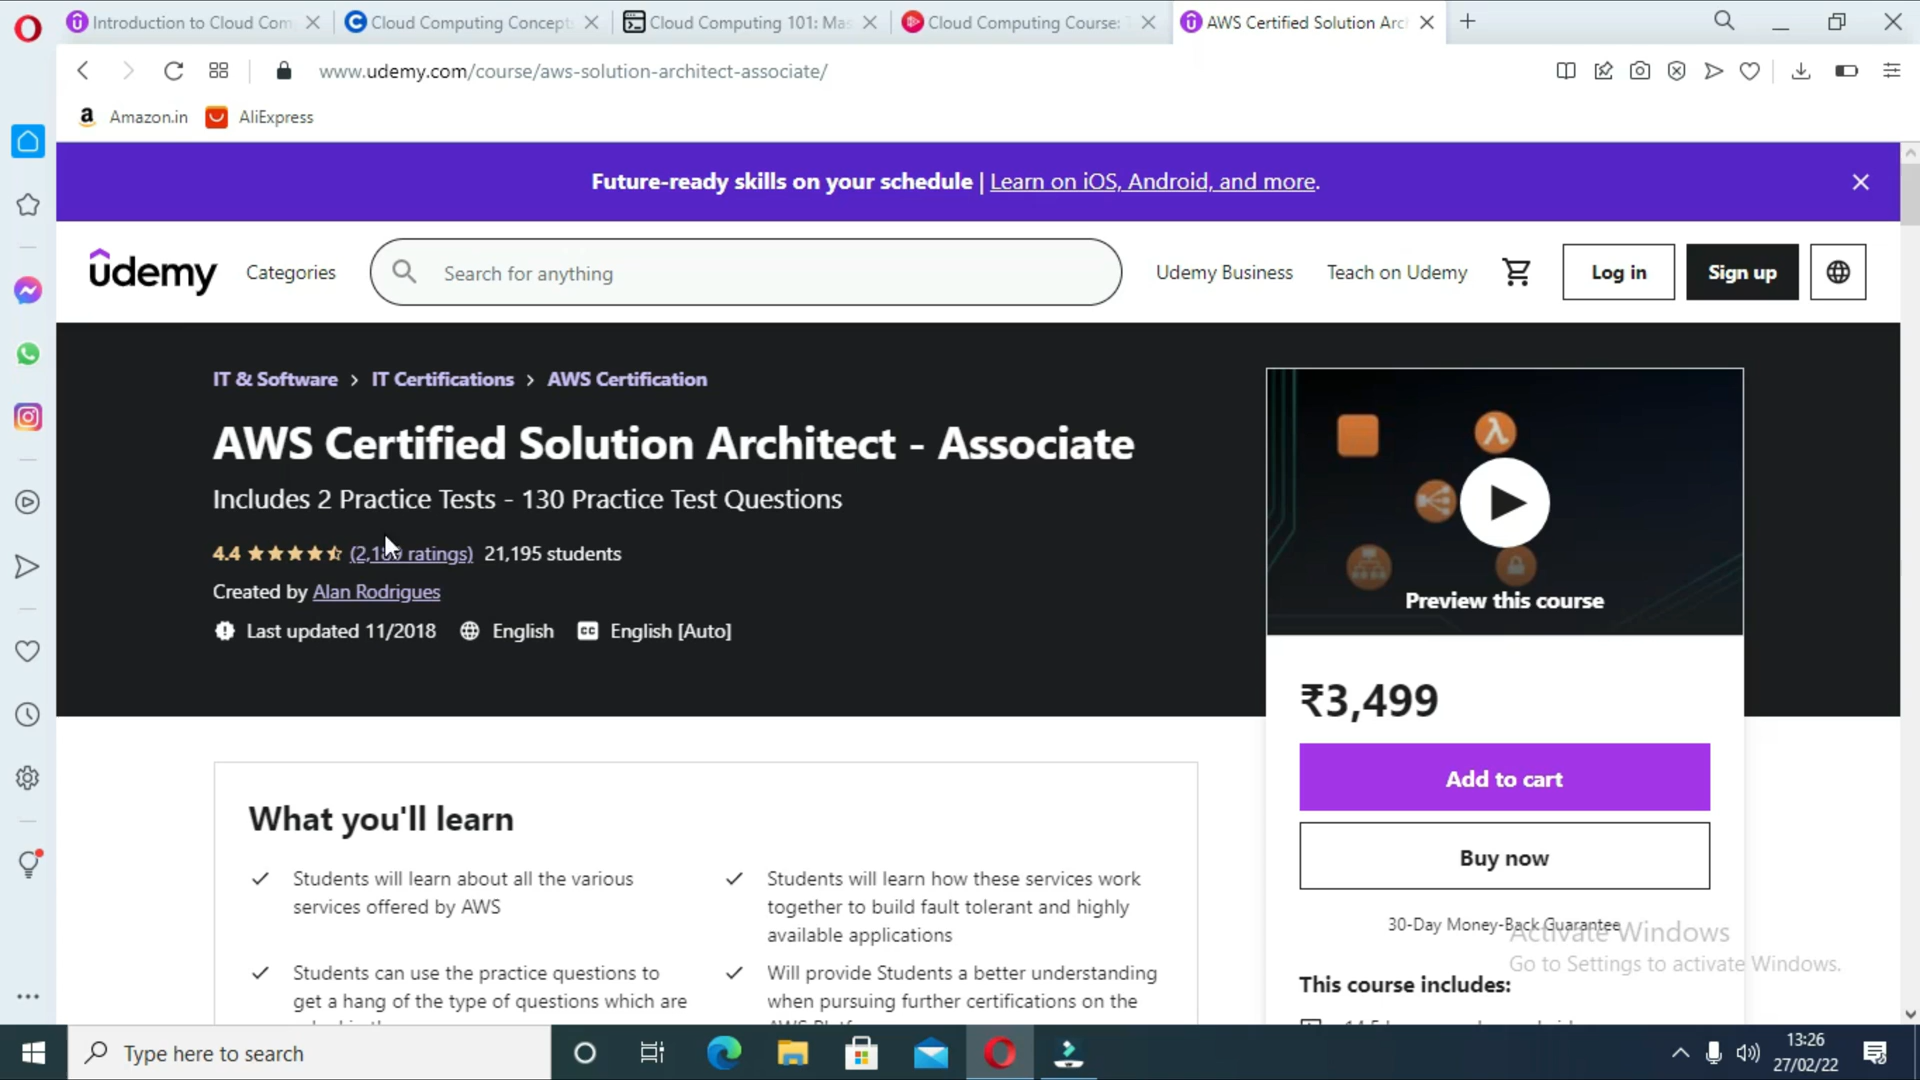 Introduction to Cloud Com
Cloud Computing Concept
Cloud Computing 101: Ma
Cloud Computing Course:
AWS Certified Solution Arc
www.udemy.com/course/aws-solution-architect-associate/
Amazon.in
AliExpress
Future-ready skills on your schedule | Learn on iOS, Android, and more.
udemy
Categories
Search for anything
Udemy Business
Teach on Udemy
Log in
Sign up
IT & Software > IT Certifications > AWS Certification
AWS Certified Solution Architect - Associate
Includes 2 Practice Tests - 130 Practice Test Questions
4.4 ratings) 21,195 students
Created by Alan Rodrigues
Last updated 11/2018 English CC English [Auto]
Preview this course
₹3,499
Add to cart
Buy now
30-Day Money-Back Guarantee
Activate Windows
Go to Settings to activate Windows.
This course includes:
What you'll learn
Students will learn about all the various
services offered by AWS
Students will learn how these services work
together to build fault tolerant and highly
available applications
Students can use the practice questions to
get a hang of the type of questions which are
Will provide Students a better understanding
when pursuing further certifications on the
Type here to search
13:26
27/02/22